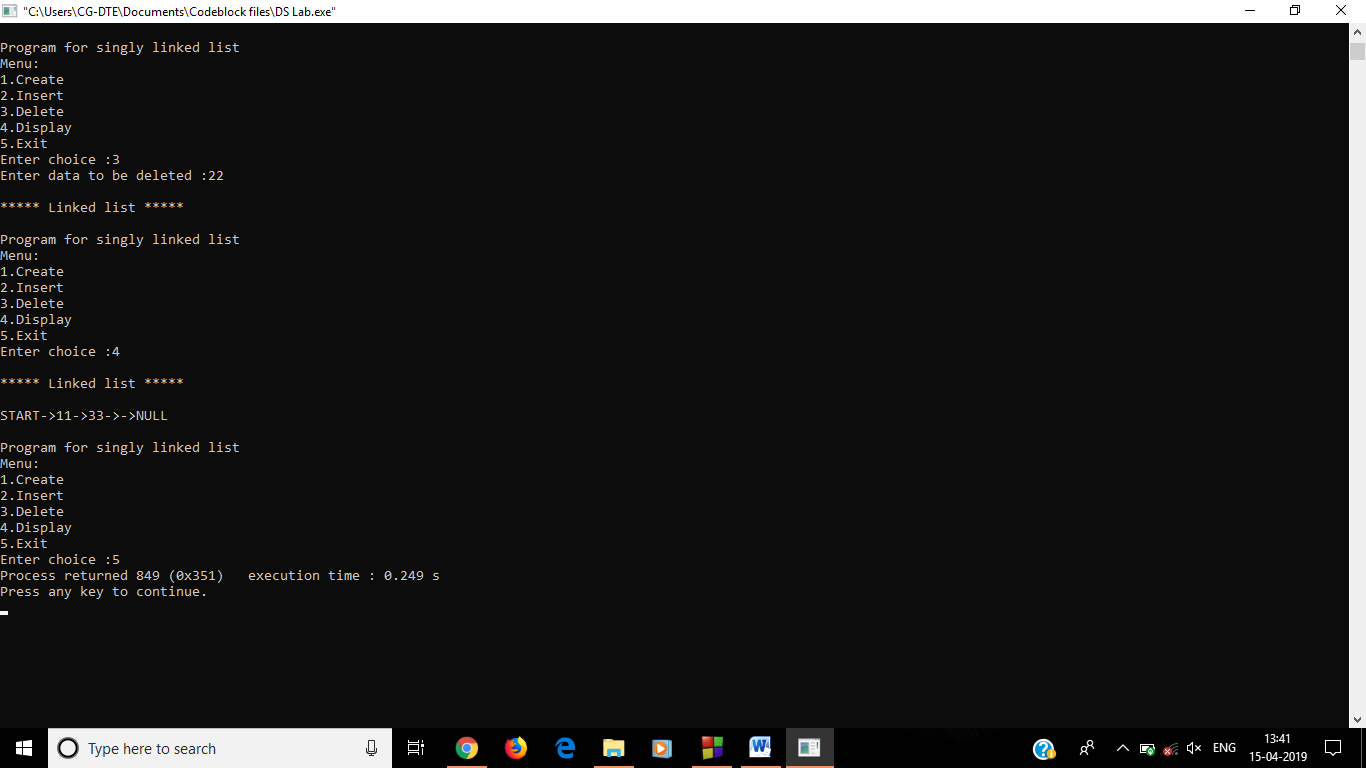 "C:\Users\CG-DTE\Documents\Codeblock files\DS Lab.exe"
Program for singly linked list
Menu:
1.Create
2.Insert
3.Delete
4.Display
5.Exit
Enter choice :3
Enter data to be deleted :22
***** Linked list *****
Program for singly linked list
Menu:
1.Create
2.Insert
3.Delete
4.Display
5.Exit
Enter choice :4
***** Linked list *****
START->11->33->->NULL
Program for singly linked list
Menu:
1.Create
2.Insert
3.Delete
4.Display
5.Exit
Enter choice :5
Process returned 849 (0x351)   execution time : 0.249 s
Press any key to continue.
Type here to search
ENG
13:41
15-04-2019